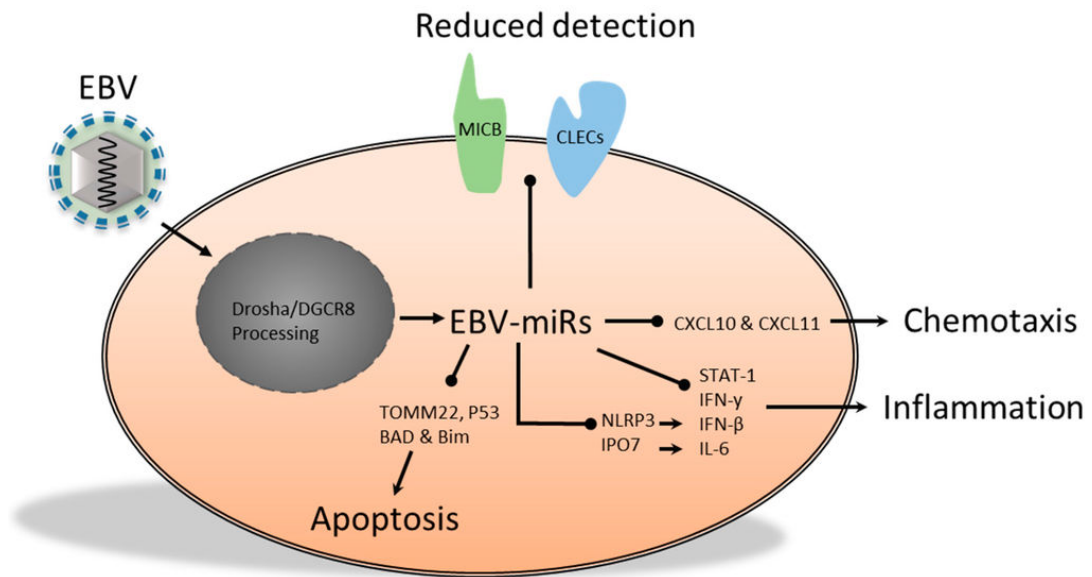 Reduced detection
EBV
MICB
CLECs
Drosha/DGCR8
Processing
EBV-miRs
CXCL10 & CXCL11
Chemotaxis
STAT-1
IFN-γ
IFN-β
IL-6
Inflammation
NLRP3
IPO7
TOMM22, P53
BAD & Bim
Apoptosis